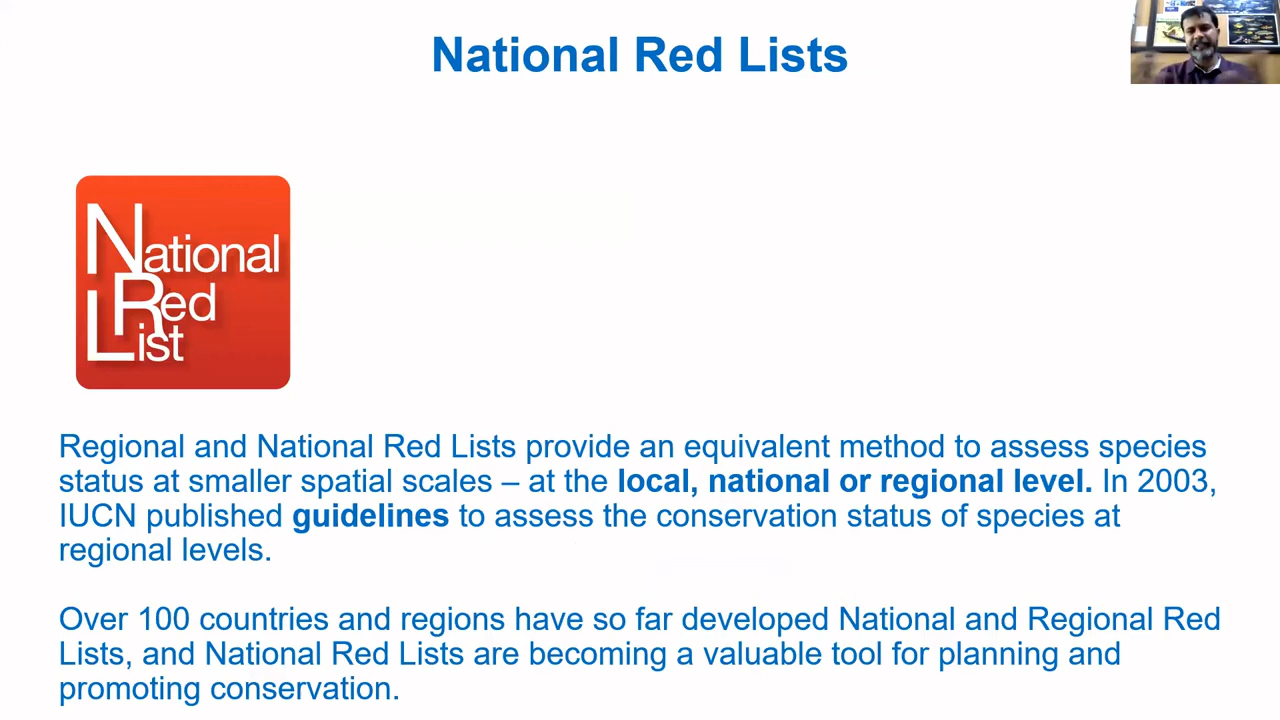 National Red Lists
National
Red
List
Regional and National Red Lists provide an equivalent method to assess species
status at smaller spatial scales – at the local, national or regional level. In 2003,
IUCN published guidelines to assess the conservation status of species at
regional levels.
Over 100 countries and regions have so far developed National and Regional Red
Lists, and National Red Lists are becoming a valuable tool for planning and
promoting conservation.